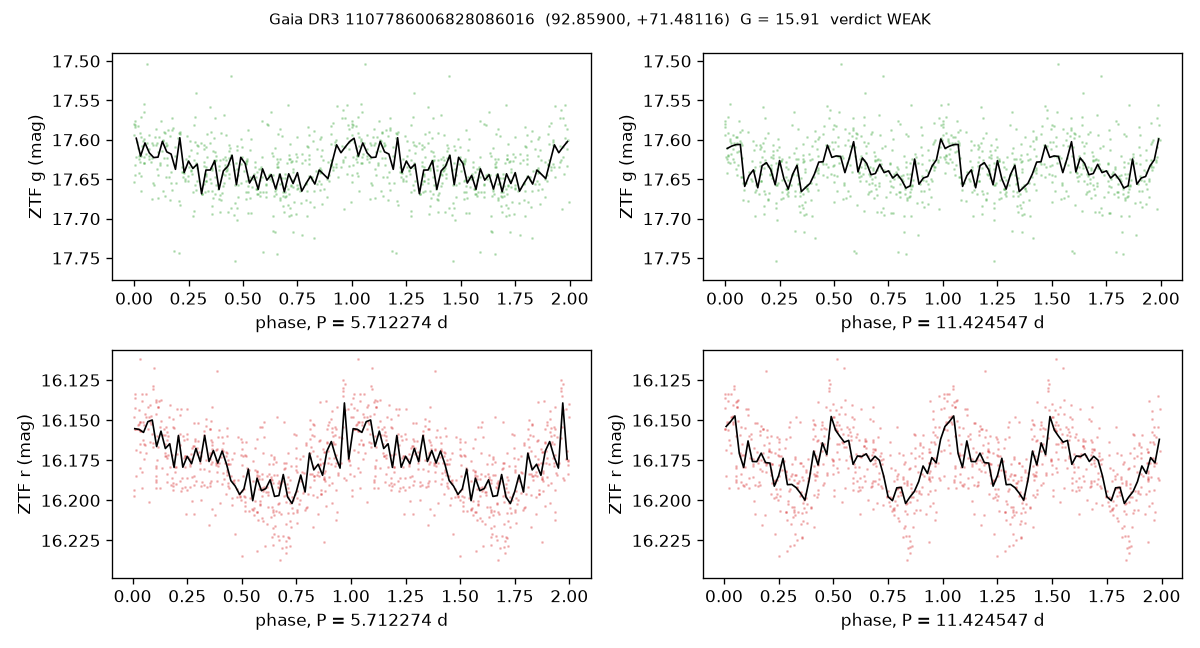 Gaia DR3 1107786006828086016  (92.85900, +71.48116)  G = 15.91  verdict WEAK
17.50
17.55
17.60
17.65
17.70
17.75
ZTF g (mag)
0.00 0.25 0.50 0.75 1.00 1.25 1.50 1.75 2.00
phase, P = 5.712274 d
17.50
17.55
17.60
17.65
17.70
17.75
ZTF g (mag)
0.00 0.25 0.50 0.75 1.00 1.25 1.50 1.75 2.00
phase, P = 11.424547 d
16.125
16.150
16.175
16.200
16.225
ZTF r (mag)
0.00 0.25 0.50 0.75 1.00 1.25 1.50 1.75 2.00
phase, P = 5.712274 d
16.125
16.150
16.175
16.200
16.225
ZTF r (mag)
0.00 0.25 0.50 0.75 1.00 1.25 1.50 1.75 2.00
phase, P = 11.424547 d